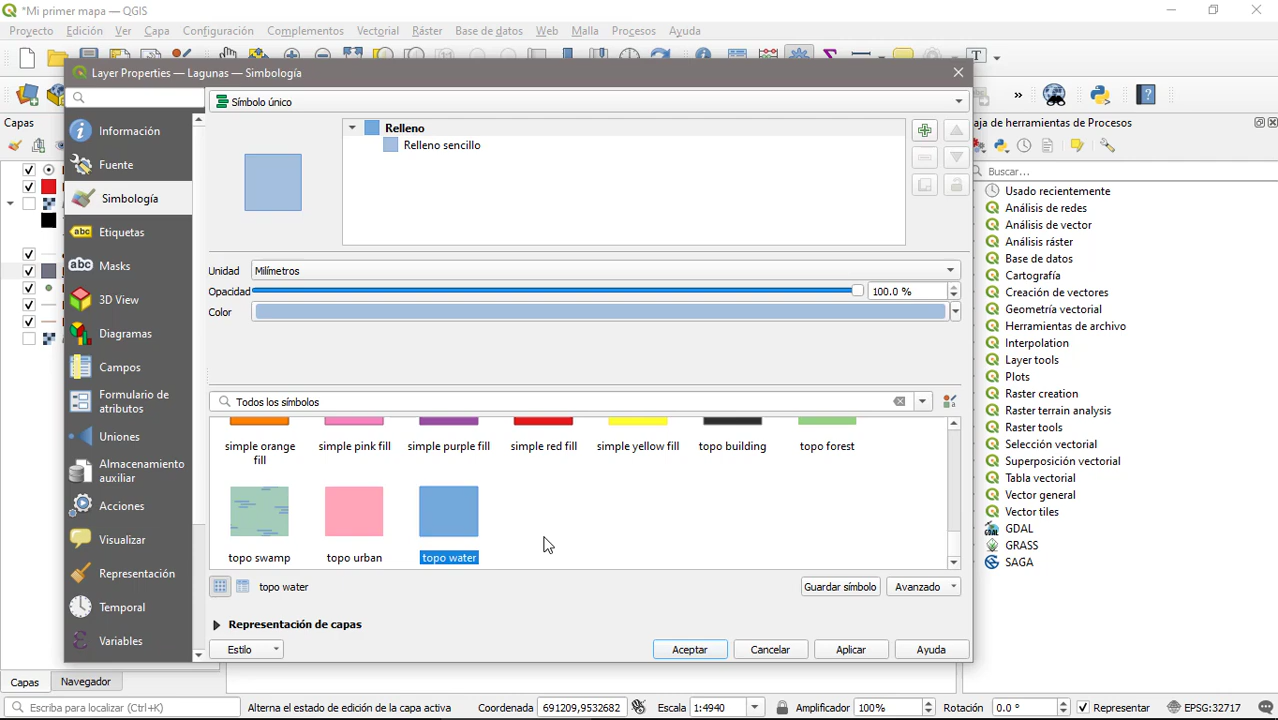 *Mi primer mapa — QGIS
Proyecto Edición Ver Capa Configuración Complementos Vectorial Ráster Base de datos Web Malla Procesos Ayuda
Layer Properties — Lagunas — Simbología
Símbolo único
Capas
Información
Fuente
Simbología
Etiquetas
Masks
3D View
Diagramas
Campos
Formulario de
atributos
Uniones
Almacenamiento
auxiliar
Acciones
Visualizar
Representación
Temporal
Variables
Relleno
Relleno sencillo
Unidad Milímetros
Opacidad 100.0 %
Color
Todos los símbolos
simple orange
fill
simple pink fill
simple purple fill
simple red fill
simple yellow fill
topo building
topo forest
topo swamp
topo urban
topo water
topo water
Guardar símbolo
Avanzado
Representación de capas
Estilo
Aceptar
Cancelar
Aplicar
Ayuda
aja de herramientas de Procesos
Buscar...
Usado recientemente
Análisis de redes
Análisis de vector
Análisis ráster
Base de datos
Cartografía
Creación de vectores
Geometría vectorial
Herramientas de archivo
Interpolation
Layer tools
Plots
Raster creation
Raster terrain analysis
Raster tools
Selección vectorial
Superposición vectorial
Tabla vectorial
Vector general
Vector tiles
GDAL
GRASS
SAGA
Capas Navegador
Escriba para localizar (Ctrl+K) Alterna el estado de edición de la capa activa Coordenada 691209,9532682 Escala 1:4940 Amplificador 100% Rotación 0.0 ° Representar EPSG:32717